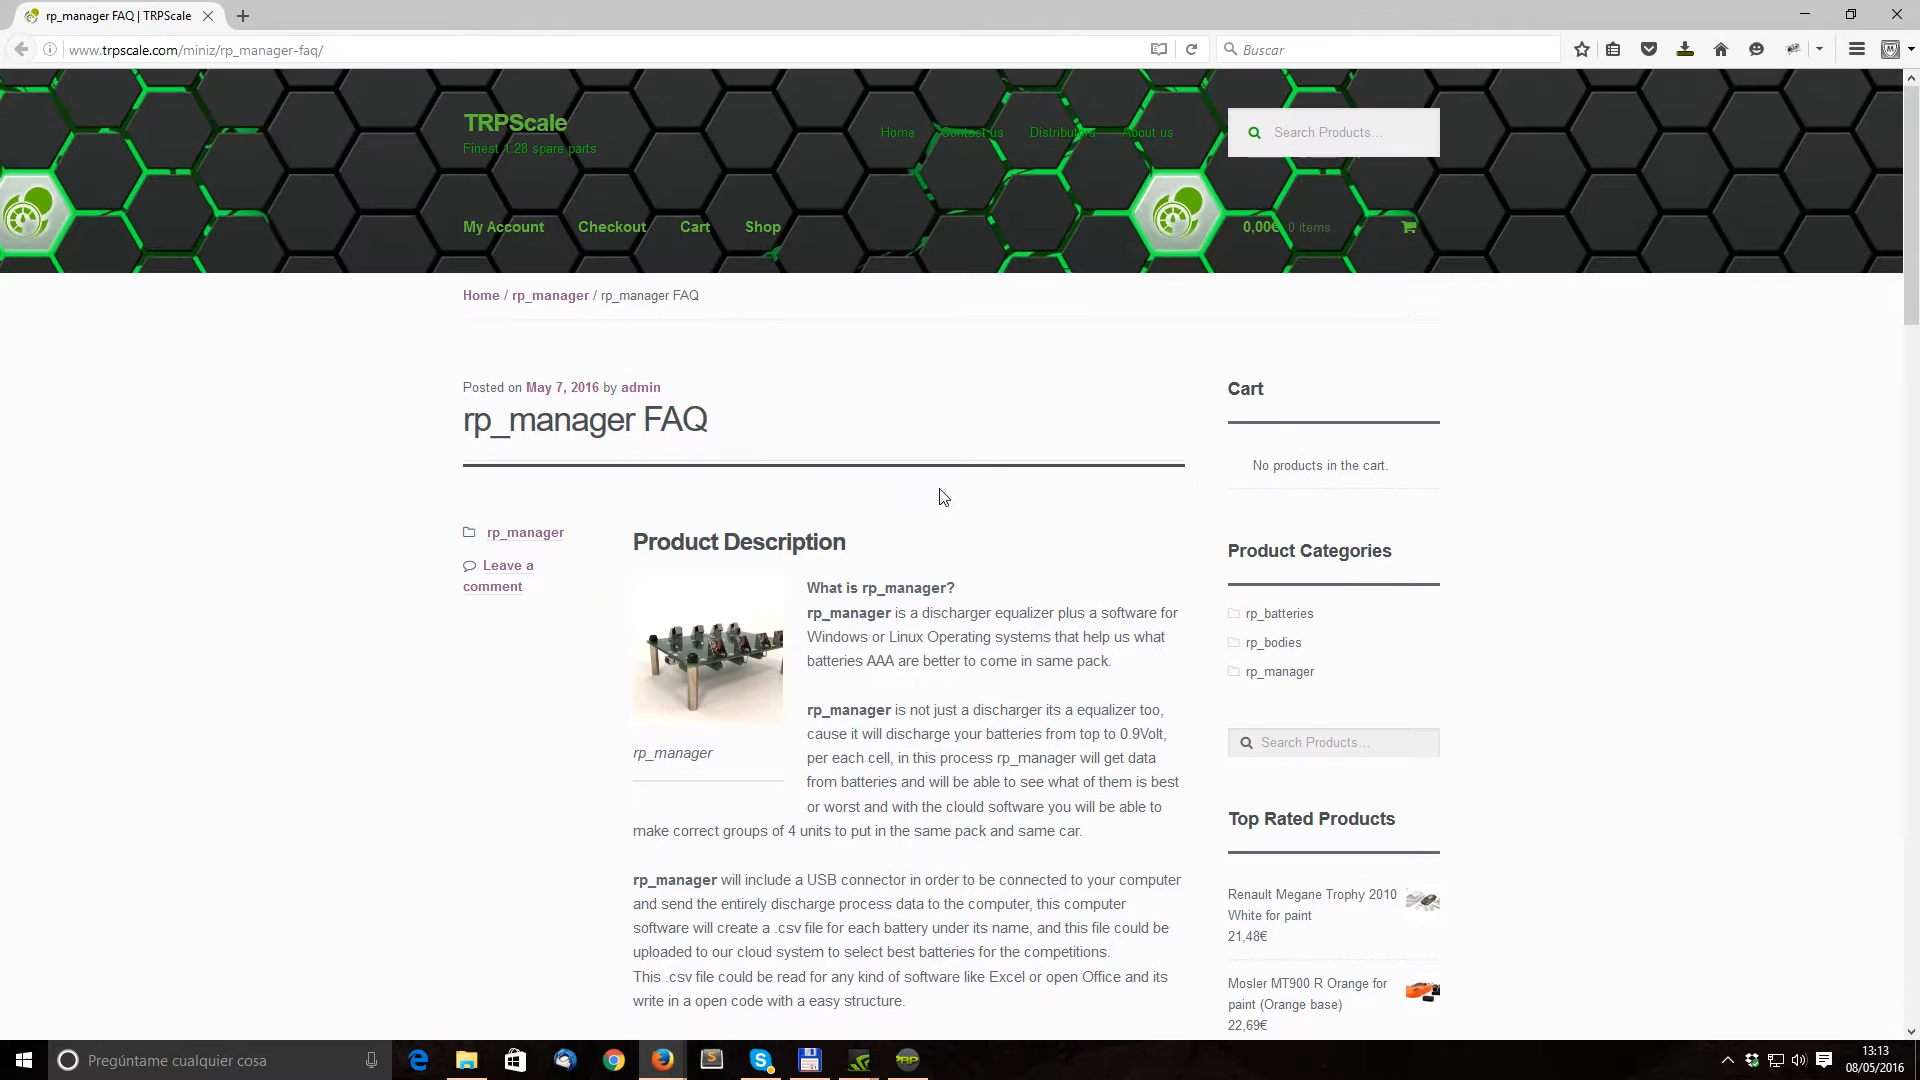 rp_manager FAQ | TRPScale
www.trpscale.com/miniz/rp_manager-faq/
Buscar
TRPScale
Finest 1:28 spare parts
Home
Contact us
Distributors
About us
Search Products...
My Account
Checkout
Cart
Shop
0,00€ 0 items
Home / rp_manager / rp_manager FAQ
Posted on May 7, 2016 by admin
rp_manager FAQ
rp_manager
Leave a
comment
Product Description
What is rp_manager?
rp_manager is a discharger equalizer plus a software for
Windows or Linux Operating systems that help us what
batteries AAA are better to come in same pack.
rp_manager is not just a discharger its a equalizer too,
cause it will discharge your batteries from top to 0.9Volt,
per each cell, in this process rp_manager will get data
from batteries and will be able to see what of them is best
or worst and with the clould software you will be able to
make correct groups of 4 units to put in the same pack and same car.
rp_manager
rp_manager will include a USB connector in order to be connected to your computer
and send the entirely discharge process data to the computer, this computer
software will create a .csv file for each battery under its name, and this file could be
uploaded to our cloud system to select best batteries for the competitions.
This .csv file could be read for any kind of software like Excel or open Office and its
write in a open code with a easy structure.
Cart
No products in the cart.
Product Categories
rp_batteries
rp_bodies
rp_manager
Search Products...
Top Rated Products
Renault Megane Trophy 2010
White for paint
21,48€
Mosler MT900 R Orange for
paint (Orange base)
22,69€
Pregúntame cualquier cosa
13:13
08/05/2016